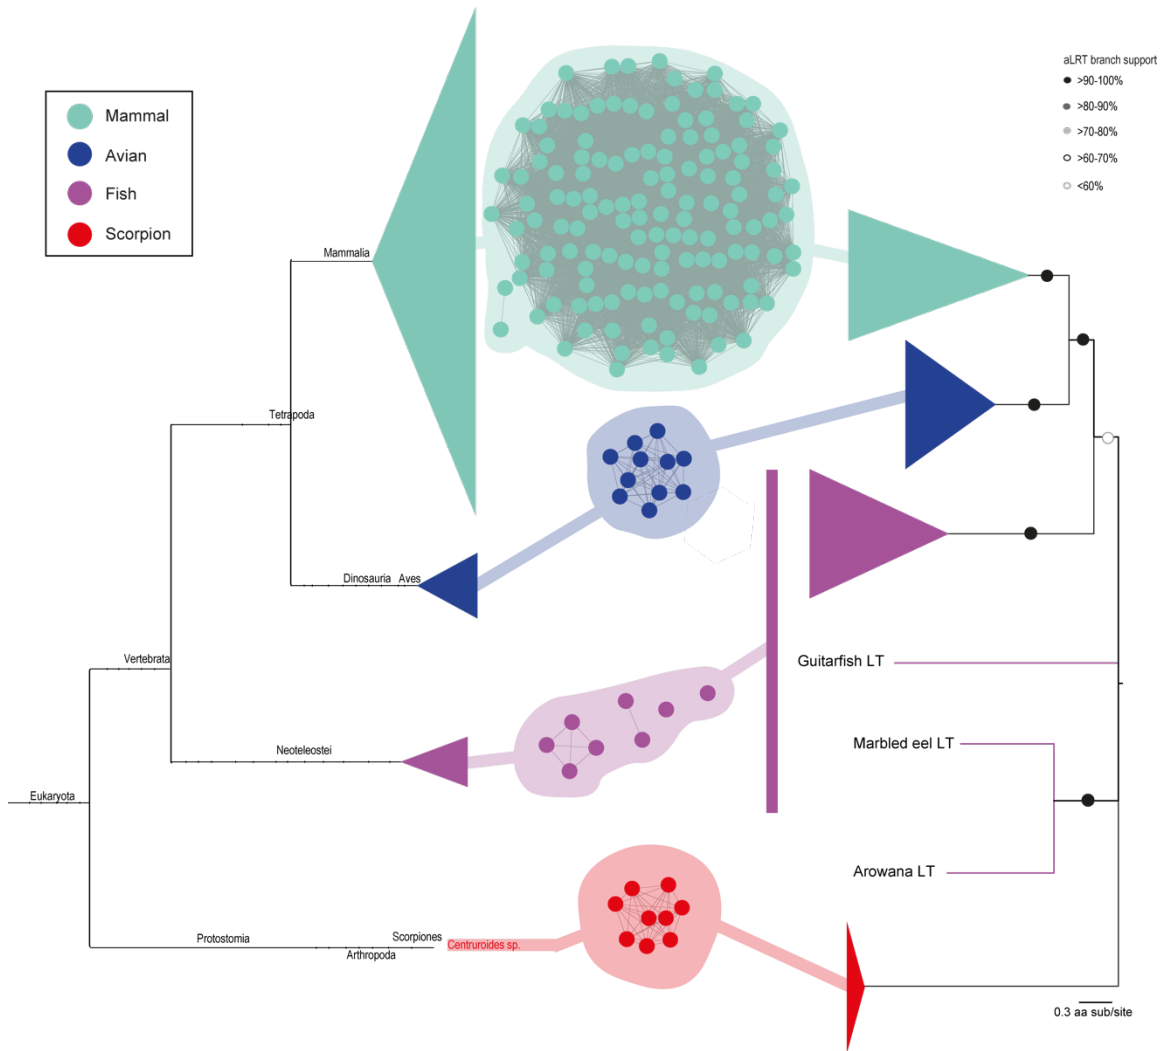 aLRT branch support
>90-100%
>80-90%
>70-80%
>60-70%
<60%
Mammal
Avian
Fish
Scorpion
Mammalia
Tetrapoda
Dinosauria Aves
Vertebrata
Guitarfish LT
Marbled eel LT
Neoteleostei
Eukaryota
Arowana LT
Protostomia
Scorpiones
Arthropoda
Centruroides sp.
0.3 aa sub/site